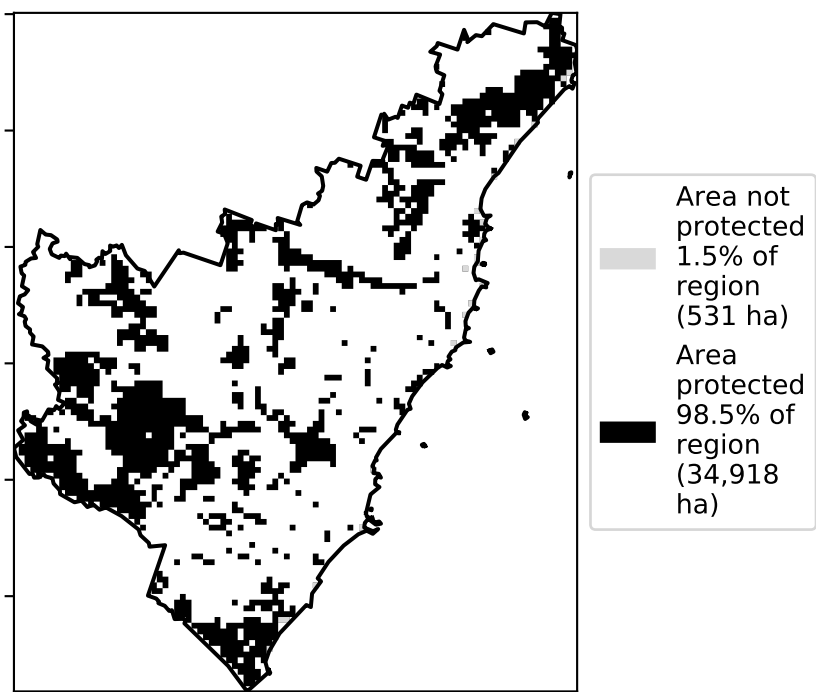 Area not
protected
1.5% of
region
(531 ha)
Area
protected
98.5% of
region
(34,918
ha)